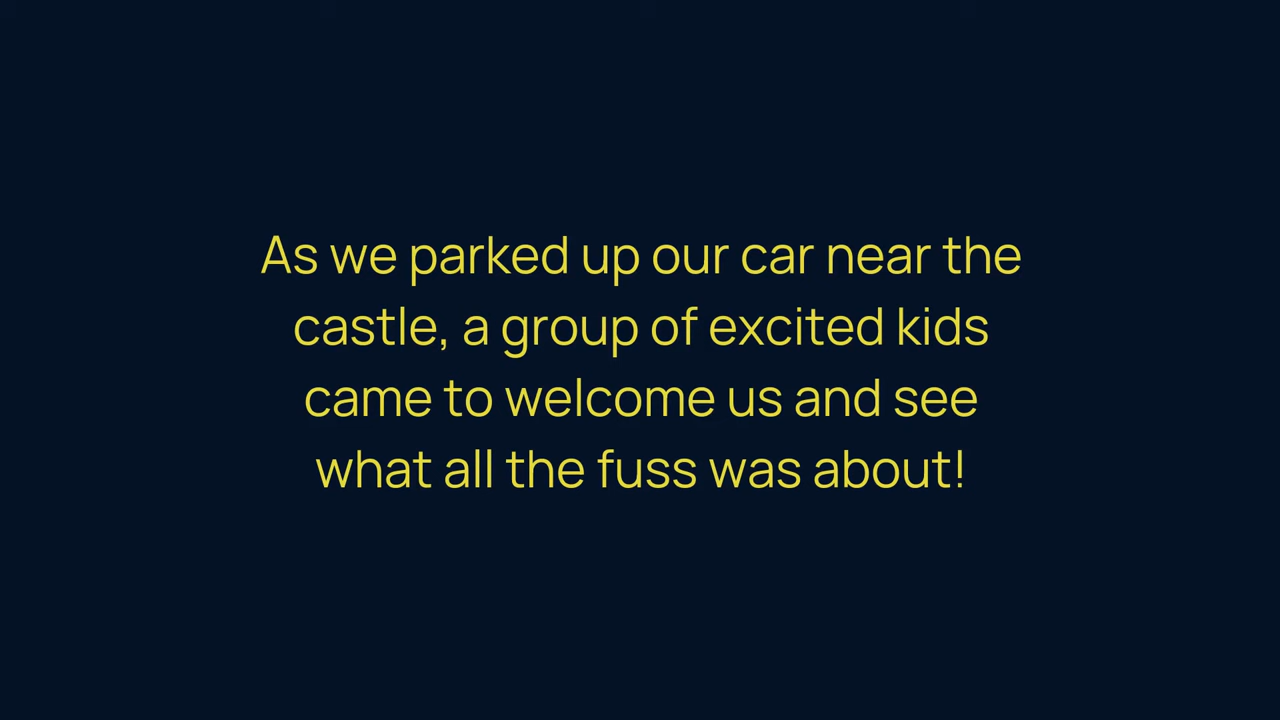 As we parked up our car near the
castle, a group of excited kids
came to welcome us and see
what all the fuss was about!